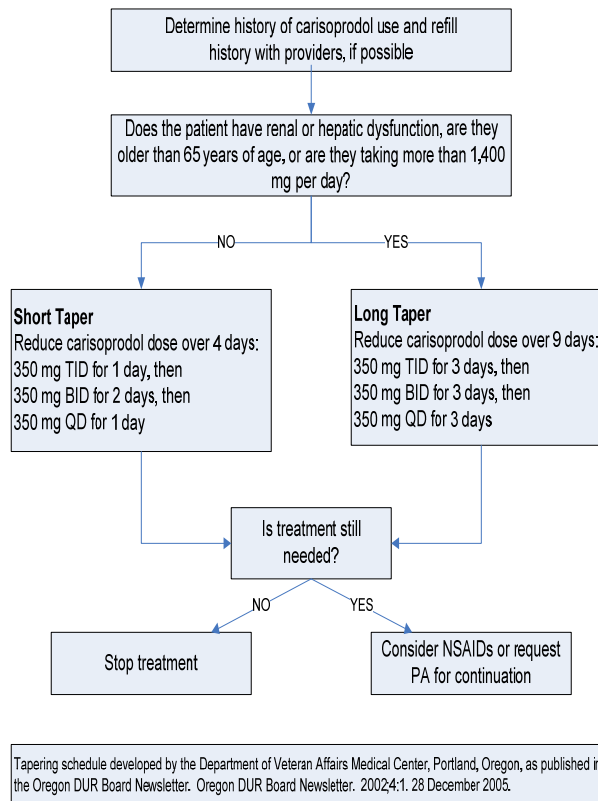 Determine history of carisoprodol use and refill
history with providers, if possible
Does the patient have renal or hepatic dysfunction, are they
older than 65 years of age, or are they taking more than 1,400
mg per day?
NO
YES
Short Taper
Reduce carisoprodol dose over 4 days:
350 mg TID for 1 day, then
350 mg BID for 2 days, then
350 mg QD for 1 day
Long Taper
Reduce carisoprodol dose over 9 days:
350 mg TID for 3 days, then
350 mg BID for 3 days, then
350 mg QD for 3 days
Is treatment still
needed?
NO
YES
Stop treatment
Consider NSAIDs or request
PA for continuation
Tapering schedule developed by the Department of Veteran Affairs Medical Center, Portland, Oregon, as published in
the Oregon DUR Board Newsletter. Oregon DUR Board Newsletter. 2002;4:1. 28 December 2005.